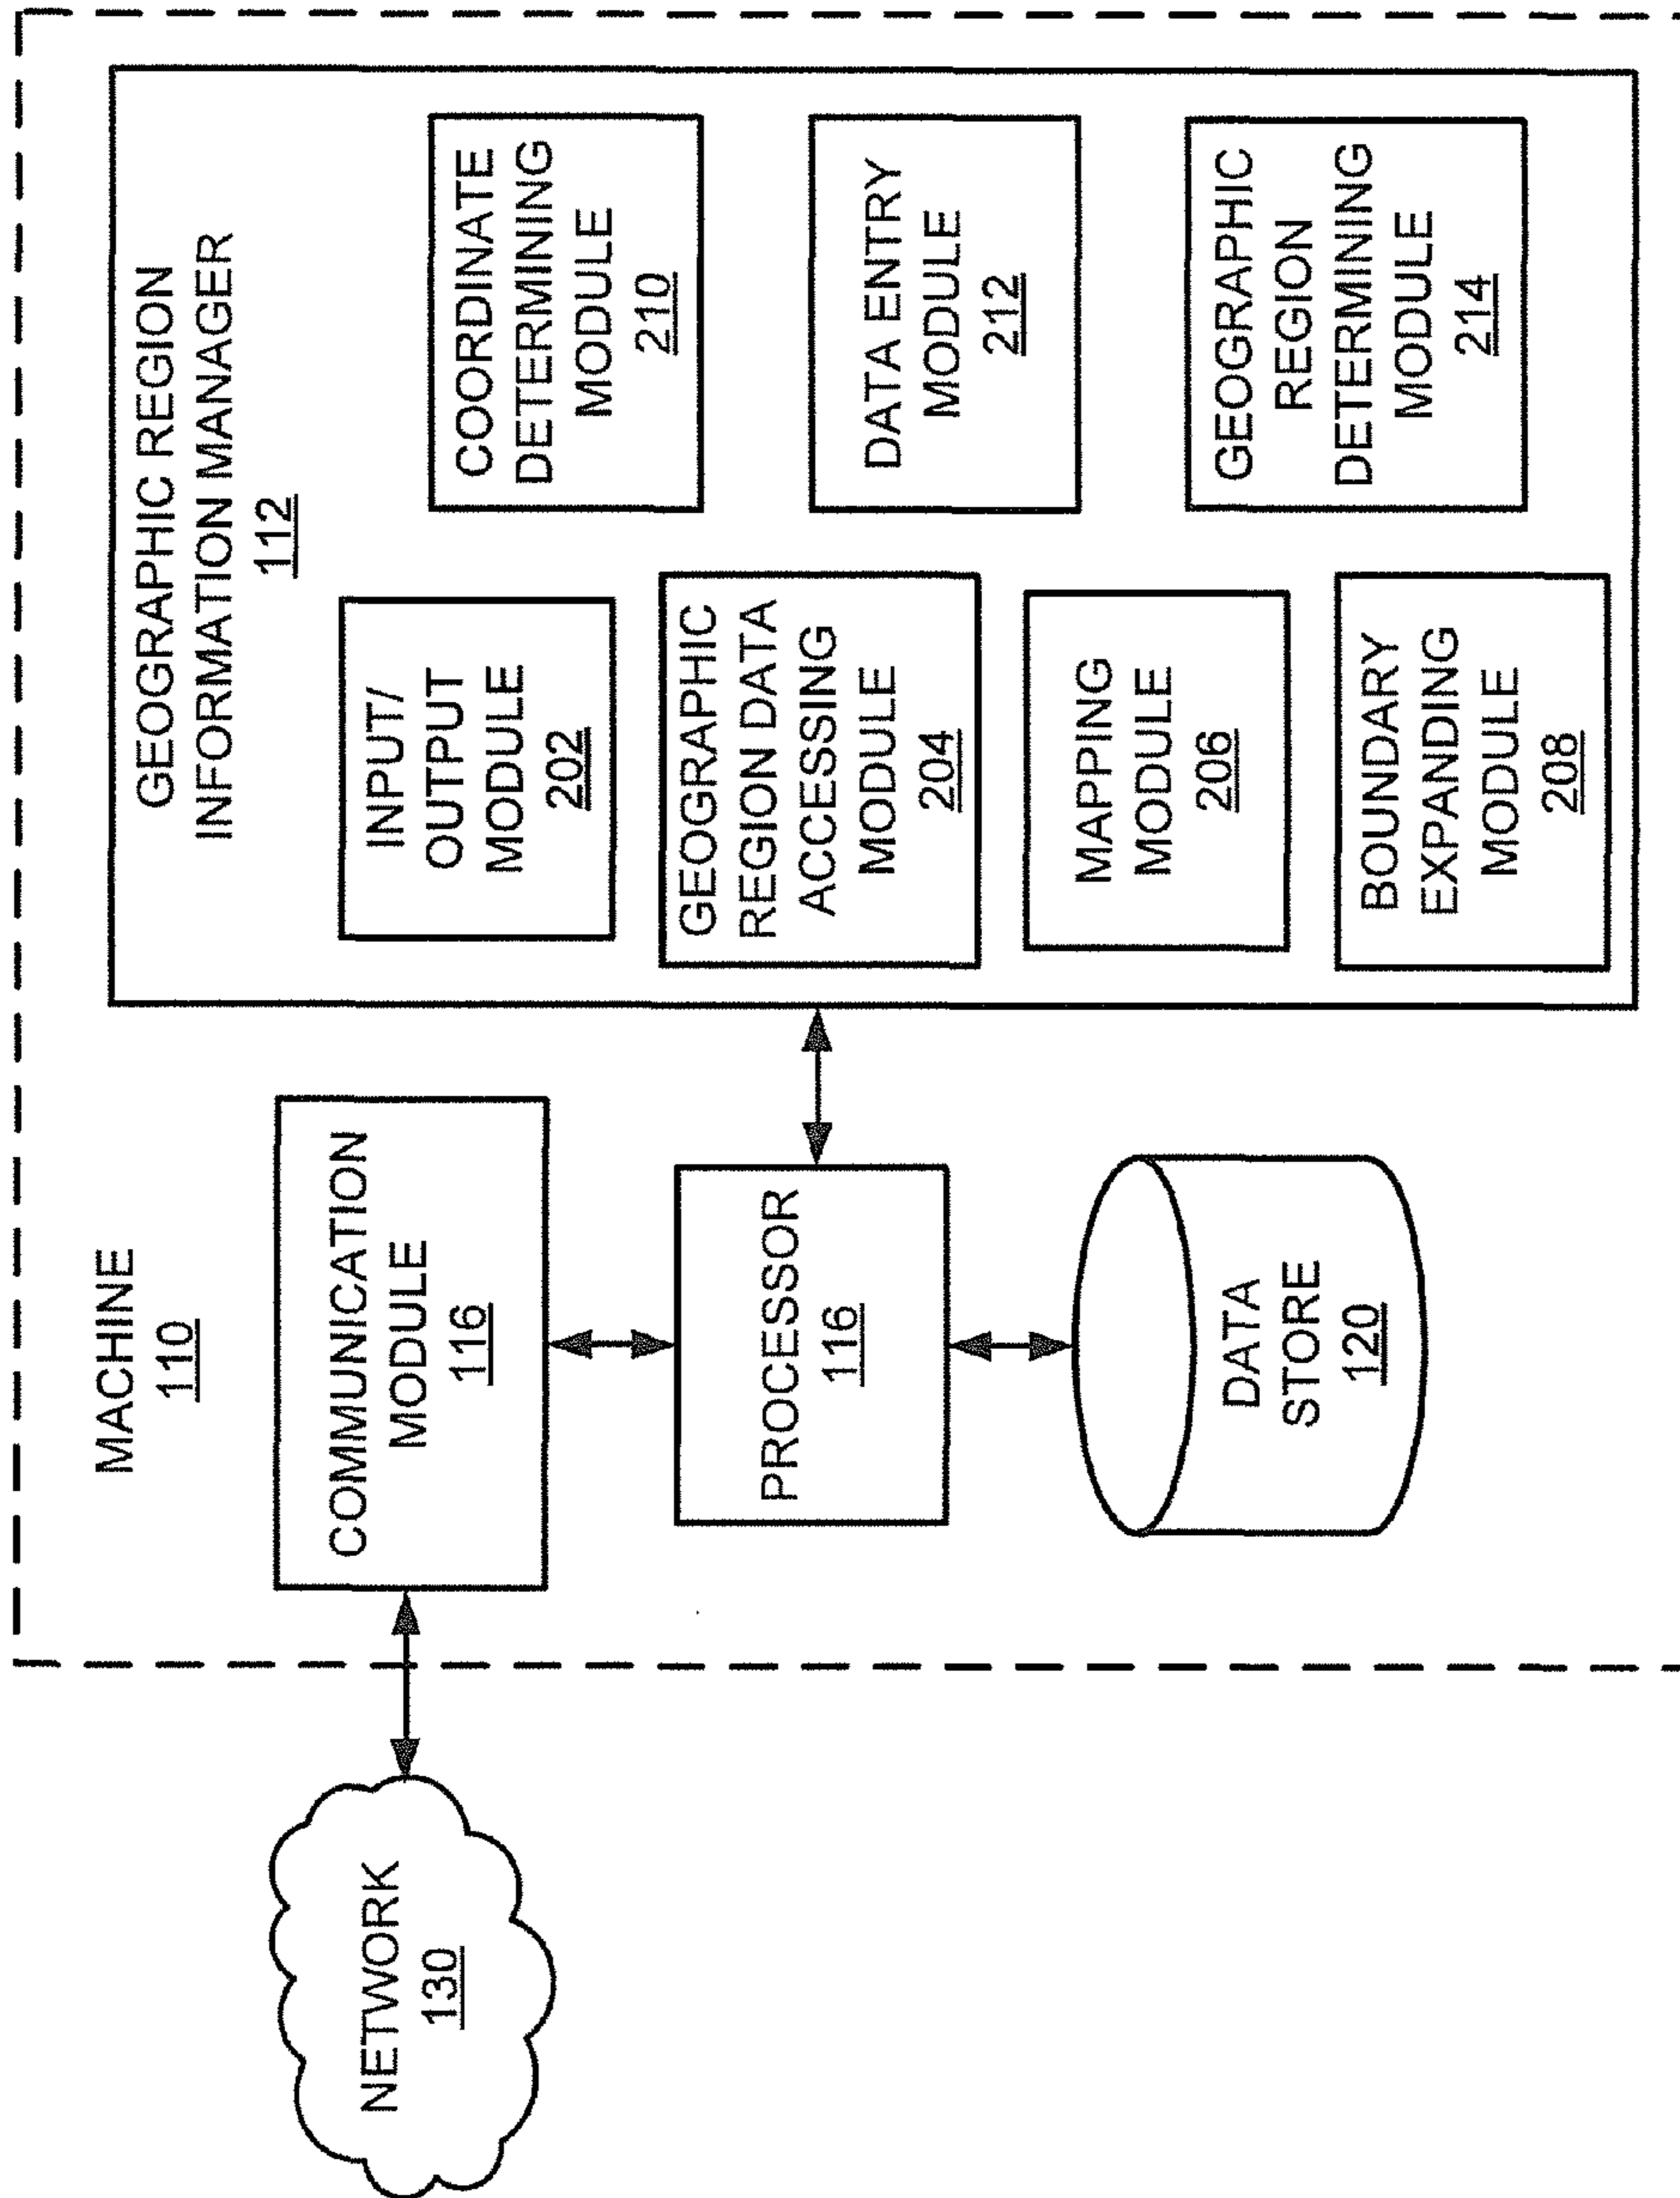 MACHINE
110
NETWORK
130
COMMUNICATION
MODULE
116
PROCESSOR
116
DATA
STORE
120
GEOGRAPHIC REGION
INFORMATION MANAGER
112
INPUT/
OUTPUT
MODULE
202
GEOGRAPHIC
REGION DATA
ACCESSING
MODULE
204
MAPPING
MODULE
206
BOUNDARY
EXPANDING
MODULE
208
COORDINATE
DETERMINING
MODULE
210
DATA ENTRY
MODULE
212
GEOGRAPHIC
REGION
DETERMINING
MODULE
214